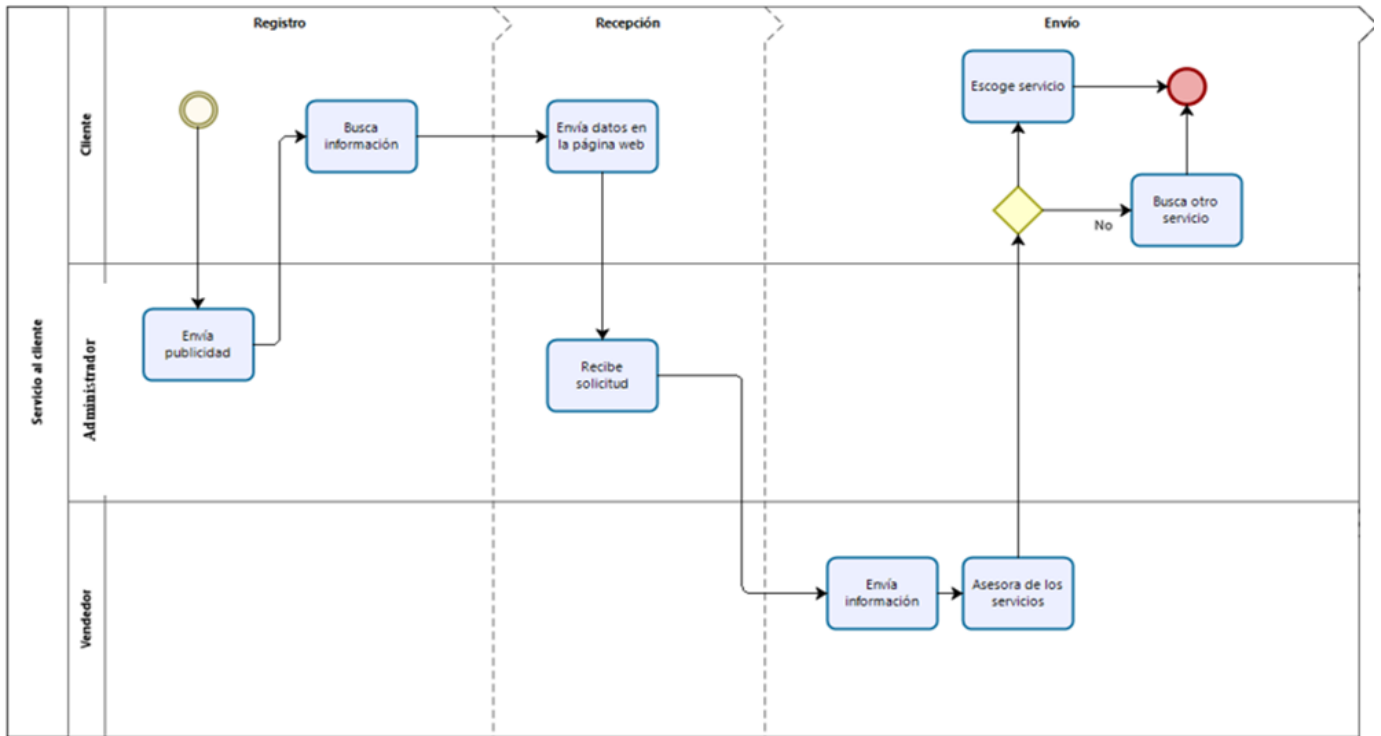 Registro
Recepción
Envío
Servicio al cliente
Cliente
Busca
información
Envía datos en
la página web
Escoge servicio
No
Busca otro
servicio
Administrador
Envía
publicidad
Recibe
solicitud
Vendedor
Envía
información
Asesora de los
servicios